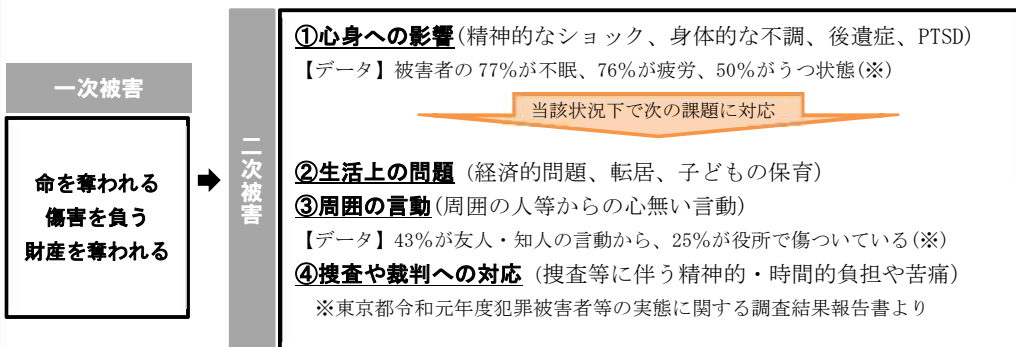 一次被害
命を奪われる
傷害を負う
財産を奪われる
二次被害
①心身への影響(精神的なショック、身体的な不調、後遺症、PTSD)
【データ】被害者の 77%が不眠、76%が疲労、50%がうつ状態(※)
当該状況下で次の課題に対応
②生活上の問題 (経済的問題、転居、子どもの保育)
③周囲の言動(周囲の人等からの心無い言動)
【データ】43%が友人・知人の言動から、25%が役所で傷ついている(※)
④捜査や裁判への対応 (捜査等に伴う精神的・時間的負担や苦痛)
※東京都令和元年度犯罪被害者等の実態に関する調査結果報告書より